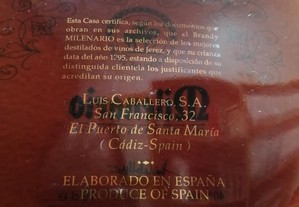 Esta Casa certifica, según los documentos que
obran en sus archivos, que el Brandy
MILENARIO es la selección de los mejores
destilados de vinos de Jerez, y que su crianza
data del año 1795, estando a disposición de su
distinguida clientela los justificantes que
acreditan su origen.
LUIS CABALLERO, S.A.
San Francisco, 32
El Puerto de Santa María
(Cádiz-Spain)
ELABORADO EN ESPAÑA
PRODUCE OF SPAIN